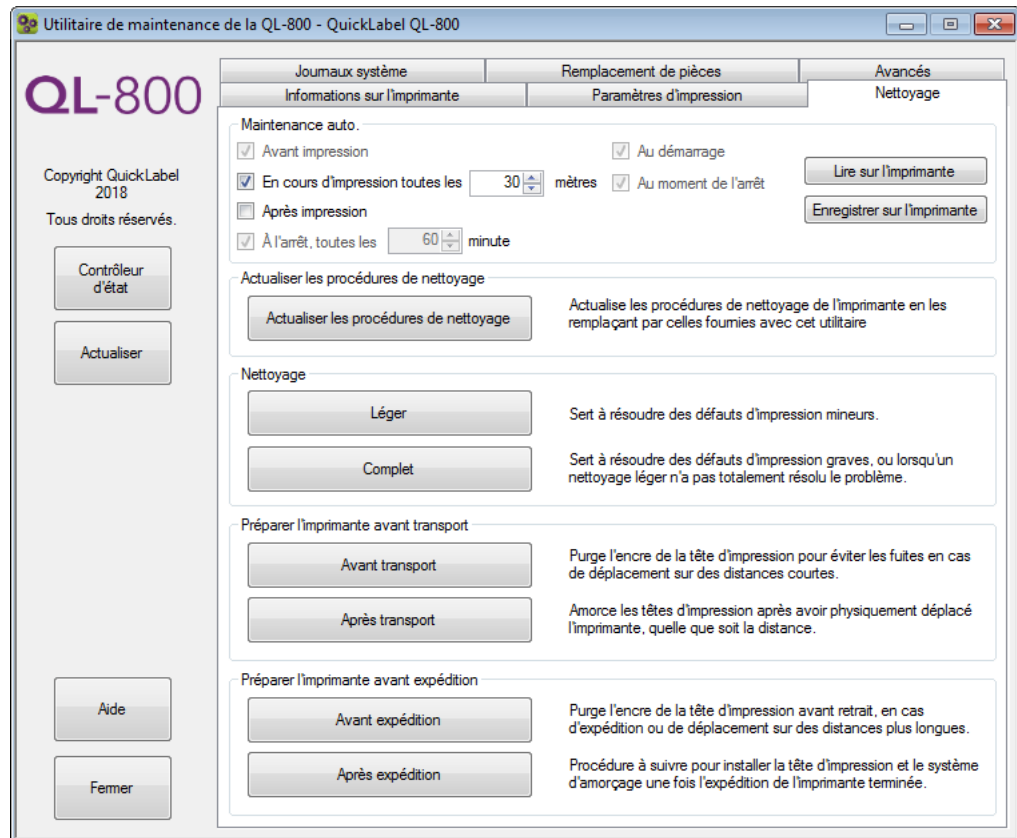 Utilitaire de maintenance de la QL-800 - QuickLabel QL-800
QL-800
Copyright QuickLabel
2018
Tous droits réservés.
Contrôleur
d'état
Actualiser
Aide
Fermer
Journaux système
Remplacement de pièces
Avancés
Informations sur l'imprimante
Paramètres d'impression
Nettoyage
Maintenance auto.
Avant impression
Au démarrage
En cours d'impression toutes les 30 mètres
Au moment de l'arrêt
Après impression
À l'arrêt, toutes les 60 minute
Lire sur l'imprimante
Enregistrer sur l'imprimante
Actualiser les procédures de nettoyage
Actualiser les procédures de nettoyage
Actualise les procédures de nettoyage de l'imprimante en les
remplaçant par celles fournies avec cet utilitaire
Nettoyage
Léger
Sert à résoudre des défauts d'impression mineurs.
Complet
Sert à résoudre des défauts d'impression graves, ou lorsqu'un
nettoyage léger n'a pas totalement résolu le problème.
Préparer l'imprimante avant transport
Avant transport
Purge l'encre de la tête d'impression pour éviter les fuites en cas
de déplacement sur des distances courtes.
Après transport
Amorce les têtes d'impression après avoir physiquement déplacé
l'imprimante, quelle que soit la distance.
Préparer l'imprimante avant expédition
Avant expédition
Purge l'encre de la tête d'impression avant retrait, en cas
d'expédition ou de déplacement sur des distances plus longues.
Après expédition
Procédure à suivre pour installer la tête d'impression et le système
d'amorçage une fois l'expédition de l'imprimante terminée.